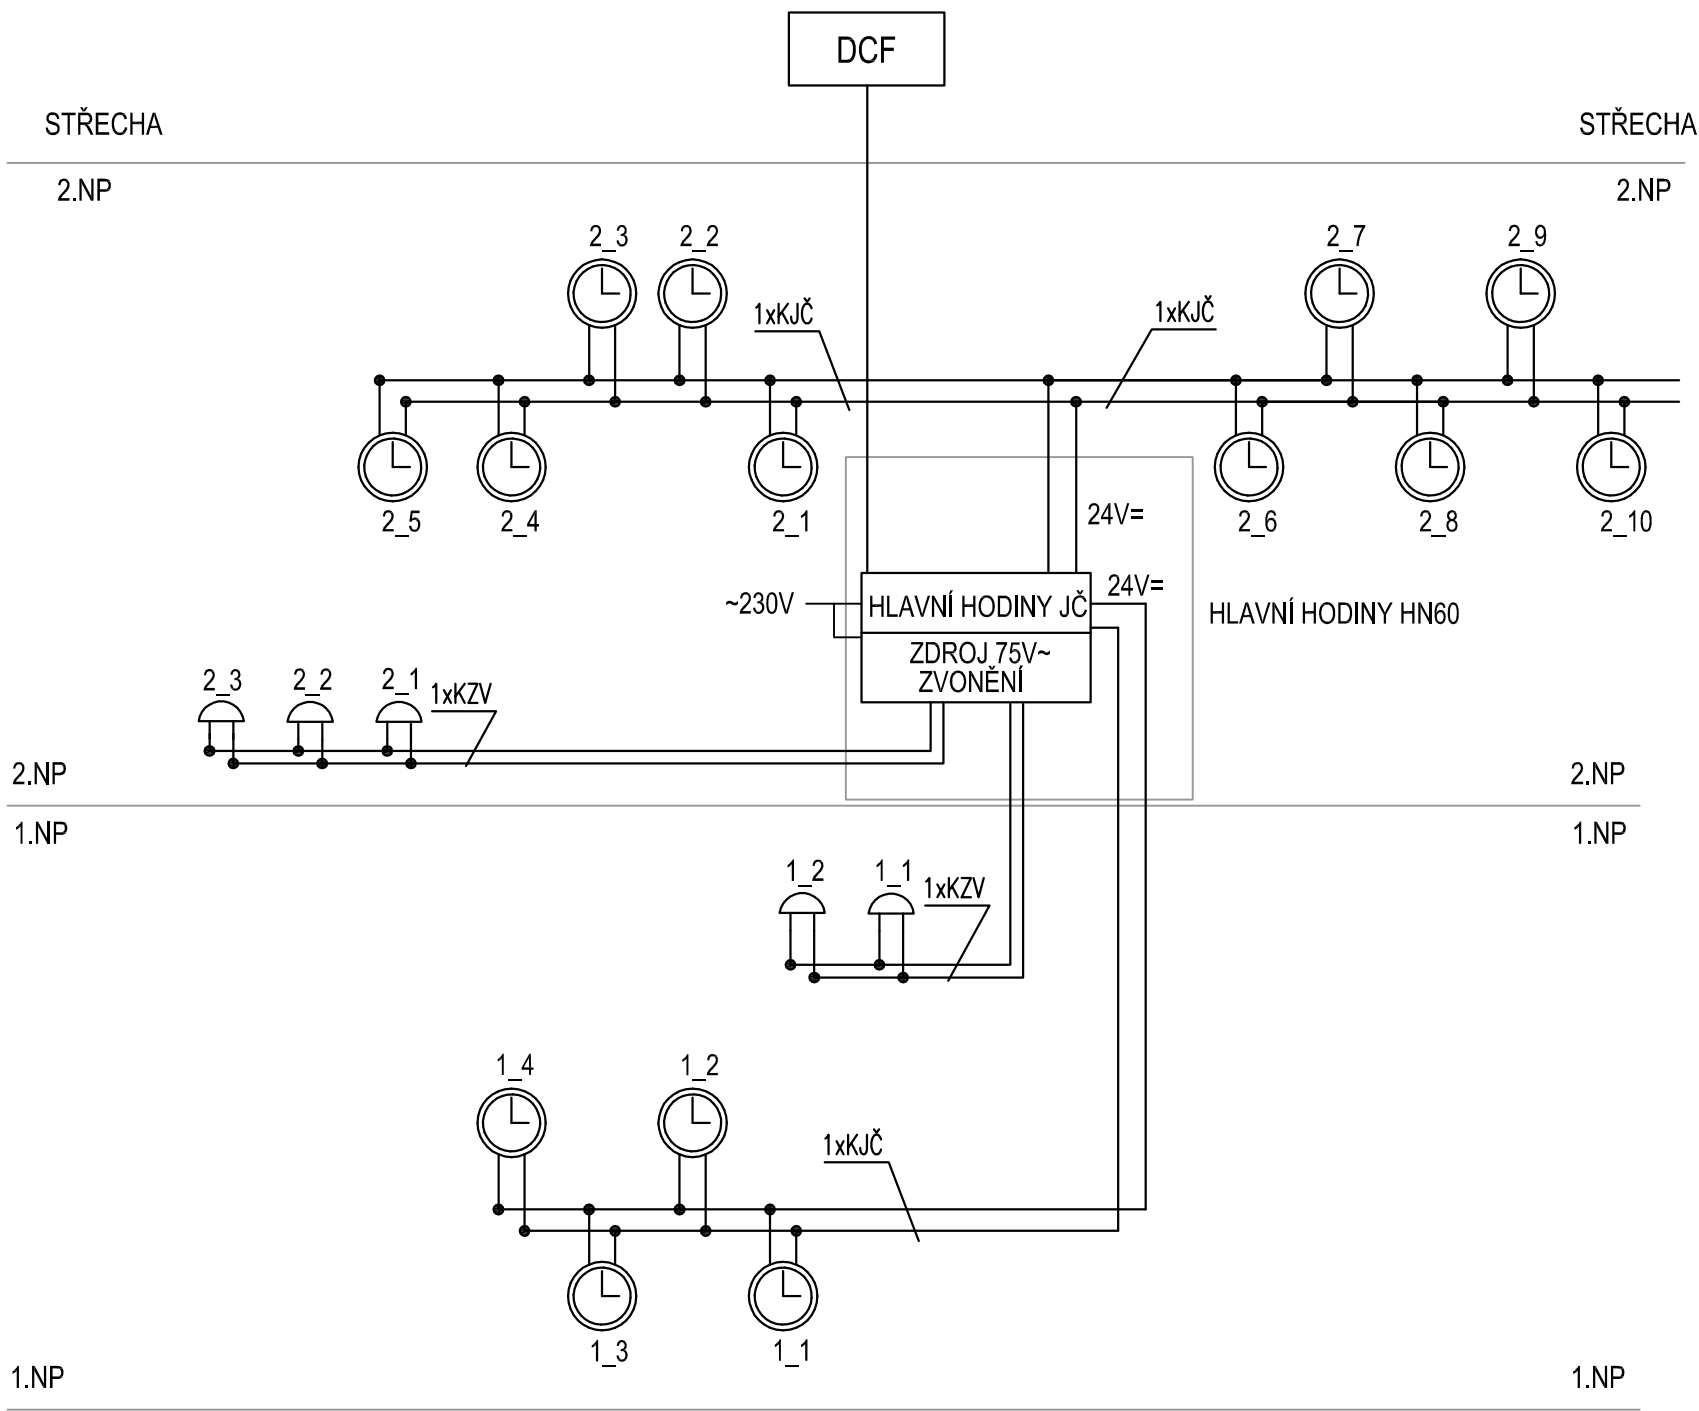 DCF
STŘECHA
STŘECHA
2.NP
2.NP
2_3
2_2
2_7
2_9
1xKJČ
1xKJČ
2_5
2_4
2_1
24V=
2_6
2_8
2_10
24V=
~230V
HLAVNÍ HODINY JČ
HLAVNÍ HODINY HN60
ZDROJ 75V~
ZVONĚNÍ
2_3
2_2
2_1
1xKZV
2.NP
2.NP
1.NP
1.NP
1_2
1_1
1xKZV
1_4
1_2
1xKJČ
1_3
1_1
1.NP
1.NP